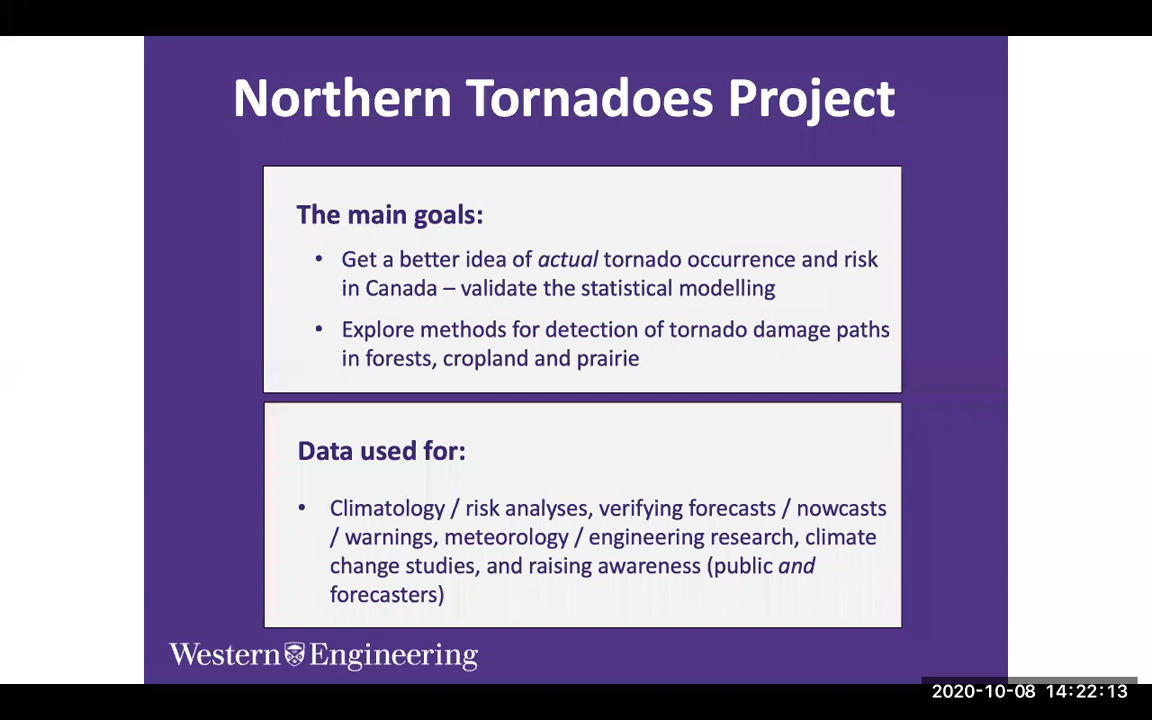 Northern Tornadoes Project
The main goals:
• Get a better idea of actual tornado occurrence and risk
in Canada – validate the statistical modelling
• Explore methods for detection of tornado damage paths
in forests, cropland and prairie
Data used for:
• Climatology / risk analyses, verifying forecasts / nowcasts
/ warnings, meteorology / engineering research, climate
change studies, and raising awareness (public and
forecasters)
Western Engineering
2020-10-08 14:22:13